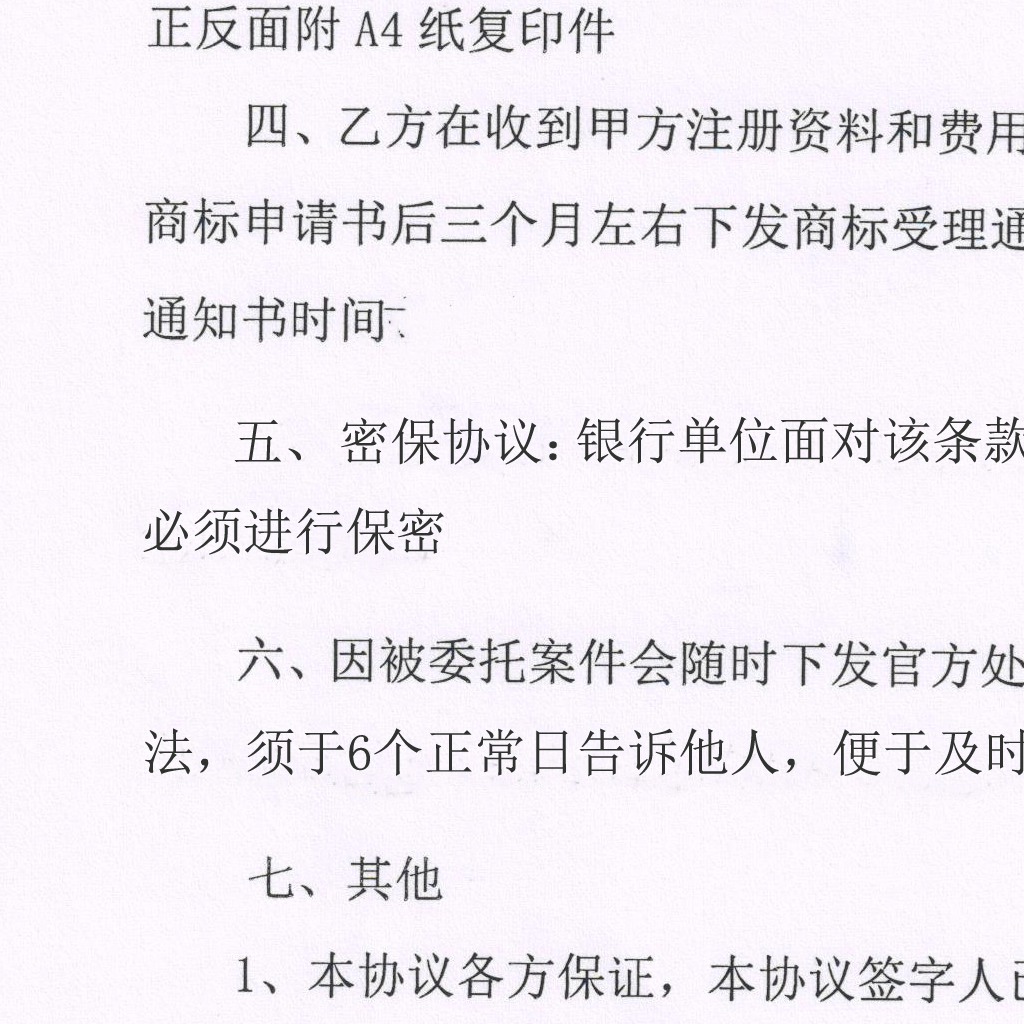 正反面附 A4 纸复印件
四、乙方在收到甲方注册资料和费用
商标申请书后三个月左右下发商标受理通
通知书时间
五、 密保协议：银行单位面对该条款
必须进行保密
六、因被委托案件会随时下发官方处
法，须于6个正常日告诉他人，便于及时
七、其他
1、本协议各方保证，本协议签字人已